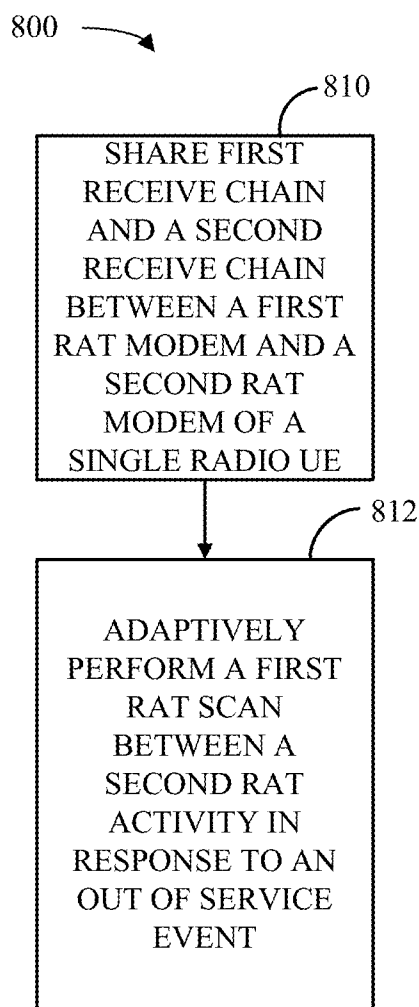 800
810
SHARE FIRST
RECEIVE CHAIN
AND A SECOND
RECEIVE CHAIN
BETWEEN A FIRST
RAT MODEM AND A
SECOND RAT
MODEM OF A
SINGLE RADIO UE
812
ADAPTIVELY
PERFORM A FIRST
RAT SCAN
BETWEEN A
SECOND RAT
ACTIVITY IN
RESPONSE TO AN
OUT OF SERVICE
EVENT